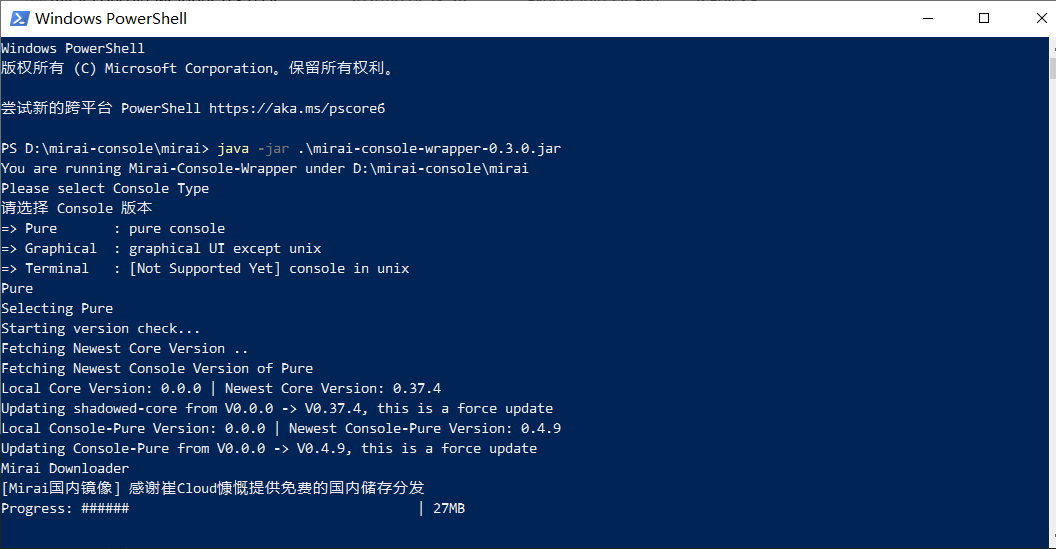 Windows PowerShell
Windows PowerShell
版权所有 (C) Microsoft Corporation。保留所有权利。
尝试新的跨平台 PowerShell https://aka.ms/pscore6
PS D:\mirai-console\mirai> java -jar .\mirai-console-wrapper-0.3.0.jar
You are running Mirai-Console-Wrapper under D:\mirai-console\mirai
Please select Console Type
请选择 Console 版本
=> Pure       : pure console
=> Graphical  : graphical UI except unix
=> Terminal   : [Not Supported Yet] console in unix
Pure
Selecting Pure
Starting version check...
Fetching Newest Core Version ..
Fetching Newest Console Version of Pure
Local Core Version: 0.0.0 | Newest Core Version: 0.37.4
Updating shadowed-core from V0.0.0 -> V0.37.4, this is a force update
Local Console-Pure Version: 0.0.0 | Newest Console-Pure Version: 0.4.9
Updating Console-Pure from V0.0.0 -> V0.4.9, this is a force update
Mirai Downloader
[Mirai国内镜像] 感谢崔Cloud慷慨提供免费的国内储存分发
Progress: ######                                    | 27MB